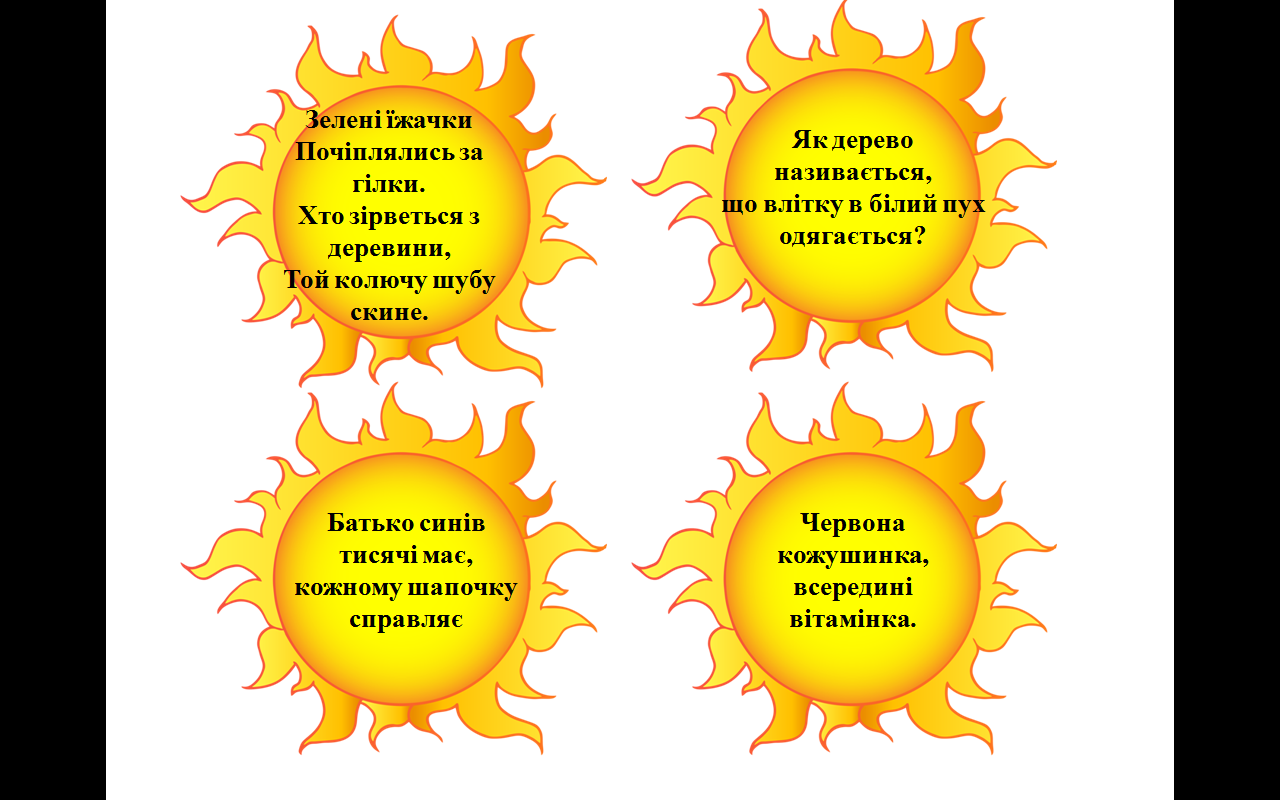 Зелені їжачки
Почіплялись за
гілки.
Хто зірветься з
деревини,
Той колючу шубу
скине.
Як дерево
називається,
що влітку в білий пух
одягається?
Батько синів
тисячі має,
кожному шапочку
справляє
Червона
кожушинка,
всередині
вітамінка.